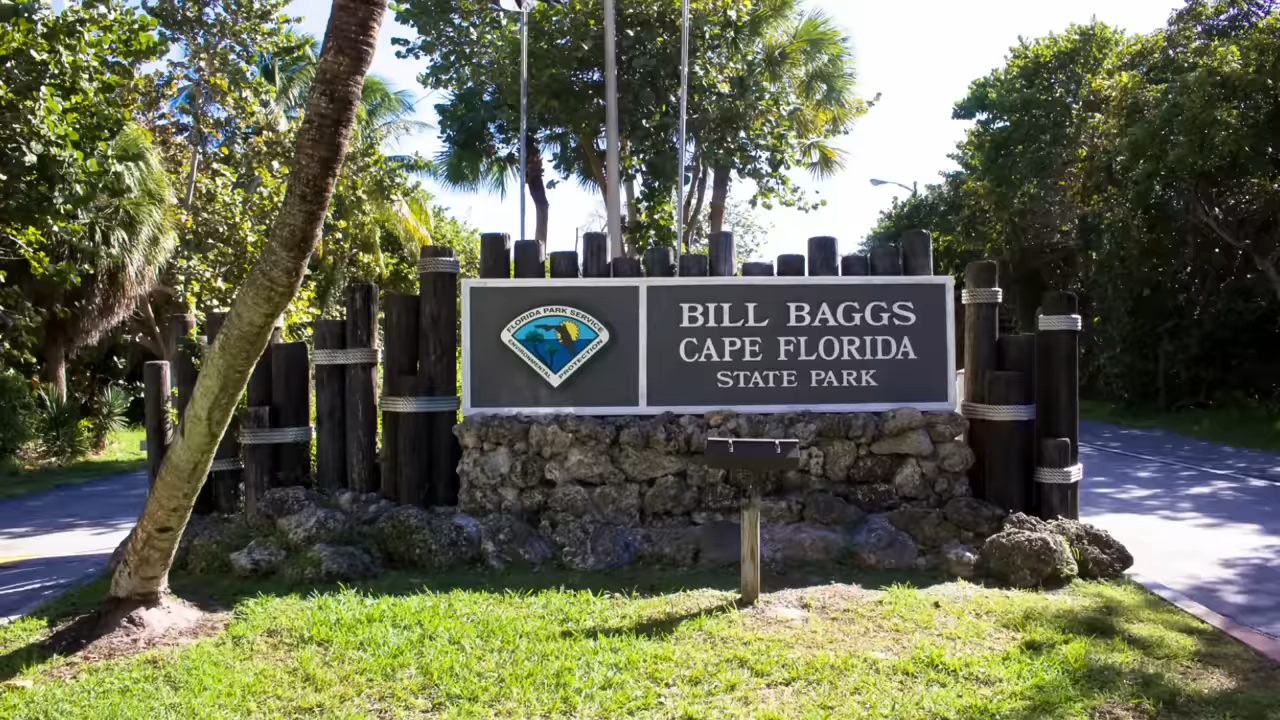 FLORIDA PARK SERVICE
ENVIRONMENTAL PROTECTION
BILL BAGGS
CAPE FLORIDA
STATE PARK